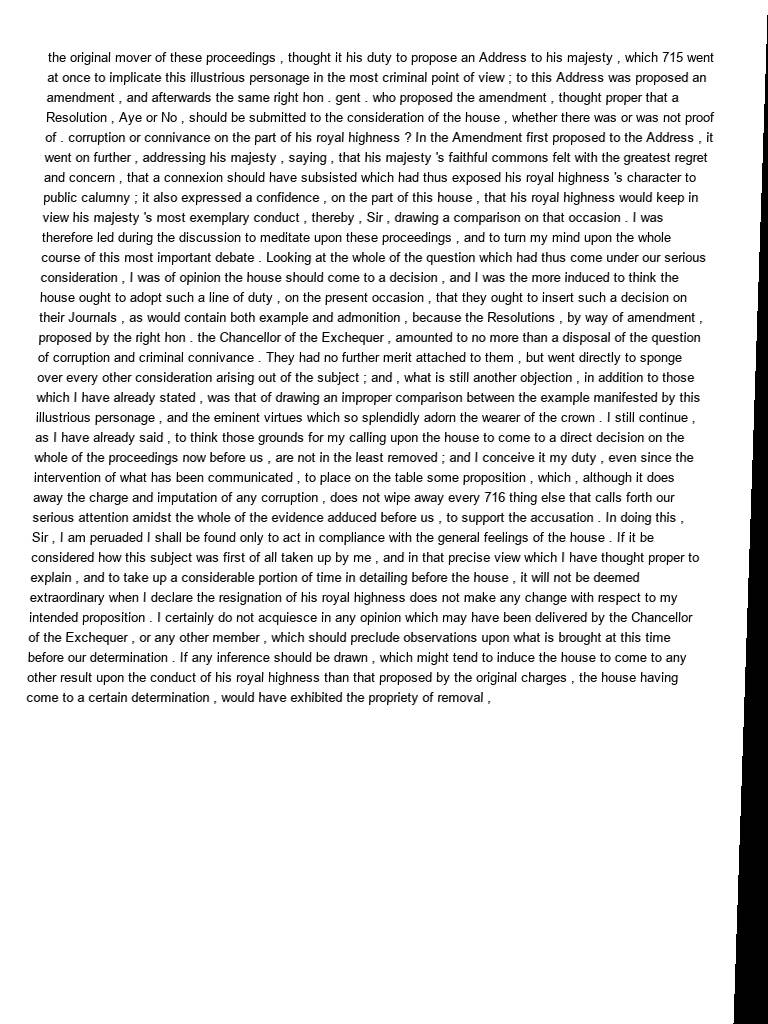 the original mover of these proceedings , thought it his duty to propose an Address to his majesty , which 715 went
at once to implicate this illustrious personage in the most criminal point of view ; to this Address was proposed an
amendment , and afterwards the same right hon . gent . who proposed the amendment , thought proper that a
Resolution , Aye or No , should be submitted to the consideration of the house , whether there was or was not proof
of . corruption or connivance on the part of his royal highness ? In the Amendment first proposed to the Address , it
went on further , addressing his majesty , saying , that his majesty 's faithful commons felt with the greatest regret
and concern , that a connexion should have subsisted which had thus exposed his royal highness 's character to
public calumny ; it also expressed a confidence , on the part of this house , that his royal highness would keep in
view his majesty 's most exemplary conduct , thereby , Sir , drawing a comparison on that occasion . I was
therefore led during the discussion to meditate upon these proceedings , and to turn my mind upon the whole
course of this most important debate . Looking at the whole of the question which had thus come under our serious
consideration , I was of opinion the house should come to a decision , and I was the more induced to think the
house ought to adopt such a line of duty , on the present occasion , that they ought to insert such a decision on
their Journals , as would contain both example and admonition , because the Resolutions , by way of amendment ,
proposed by the right hon . the Chancellor of the Exchequer , amounted to no more than a disposal of the question
of corruption and criminal connivance . They had no further merit attached to them , but went directly to sponge
over every other consideration arising out of the subject ; and , what is still another objection , in addition to those
which I have already stated , was that of drawing an improper comparison between the example manifested by this
illustrious personage , and the eminent virtues which so splendidly adorn the wearer of the crown . I still continue ,
as I have already said , to think those grounds for my calling upon the house to come to a direct decision on the
whole of the proceedings now before us , are not in the least removed ; and I conceive it my duty , even since the
intervention of what has been communicated , to place on the table some proposition , which , although it does
away the charge and imputation of any corruption , does not wipe away every 716 thing else that calls forth our
serious attention amidst the whole of the evidence adduced before us , to support the accusation . In doing this ,
Sir , I am peruaded I shall be found only to act in compliance with the general feelings of the house . If it be
considered how this subject was first of all taken up by me , and in that precise view which I have thought proper to
explain , and to take up a considerable portion of time in detailing before the house , it will not be deemed
extraordinary when I declare the resignation of his royal highness does not make any change with respect to my
intended proposition . I certainly do not acquiesce in any opinion which may have been delivered by the Chancellor
of the Exchequer , or any other member , which should preclude observations upon what is brought at this time
before our determination . If any inference should be drawn , which might tend to induce the house to come to any
other result upon the conduct of his royal highness than that proposed by the original charges , the house having
come to a certain determination , would have exhibited the propriety of removal ,